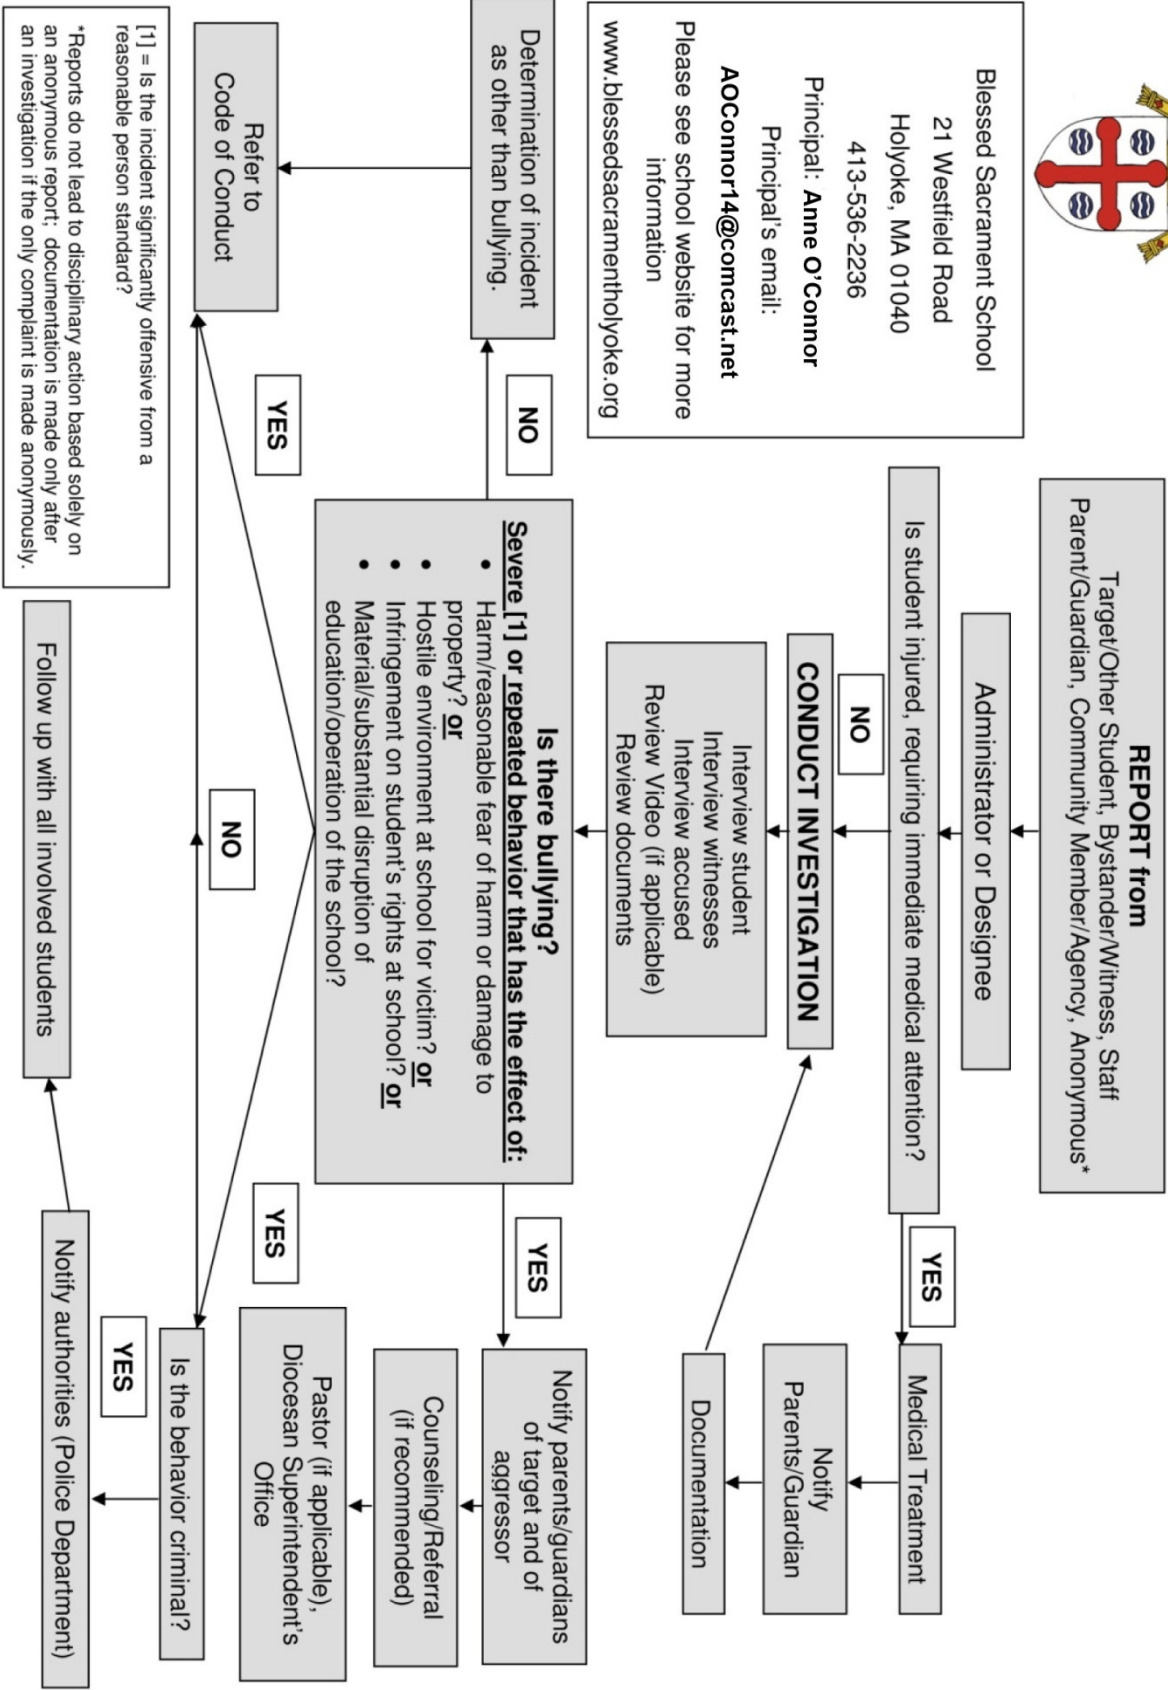 Blessed Sacrament School
21 Westfield Road
Holyoke, MA 01040
413-536-2236
Principal: Anne O'Connor
Principal's email:
AOConnor14@comcast.net
Please see school website for more
information
www.blessedsacramentholyoke.org
REPORT from
Target/Other Student, Bystander/Witness, Staff
Parent/Guardian, Community Member/Agency, Anonymous*
Administrator or Designee
Is student injured, requiring immediate medical attention?
YES
Medical Treatment
Notify
Parents/Guardian
Documentation
NO
CONDUCT INVESTIGATION
Interview student
Interview witnesses
Interview accused
Review Video (if applicable)
Review documents
Is there bullying?
Severe [1] or repeated behavior that has the effect of:
• Harm/reasonable fear of harm or damage to
property? or
• Hostile environment at school for victim? or
• Infringement on student's rights at school? or
• Material/substantial disruption of
education/operation of the school?
NO
Determination of incident
as other than bullying.
Refer to
Code of Conduct
YES
YES
Notify parents/guardians
of target and of
aggressor
Counseling/Referral
(if recommended)
Pastor (if applicable),
Diocesan Superintendent's
Office
YES
NO
Is the behavior criminal?
YES
Notify authorities (Police Department)
Follow up with all involved students
[1] = Is the incident significantly offensive from a
reasonable person standard?
*Reports do not lead to disciplinary action based solely on
an anonymous report; documentation is made only after
an investigation if the only complaint is made anonymously.